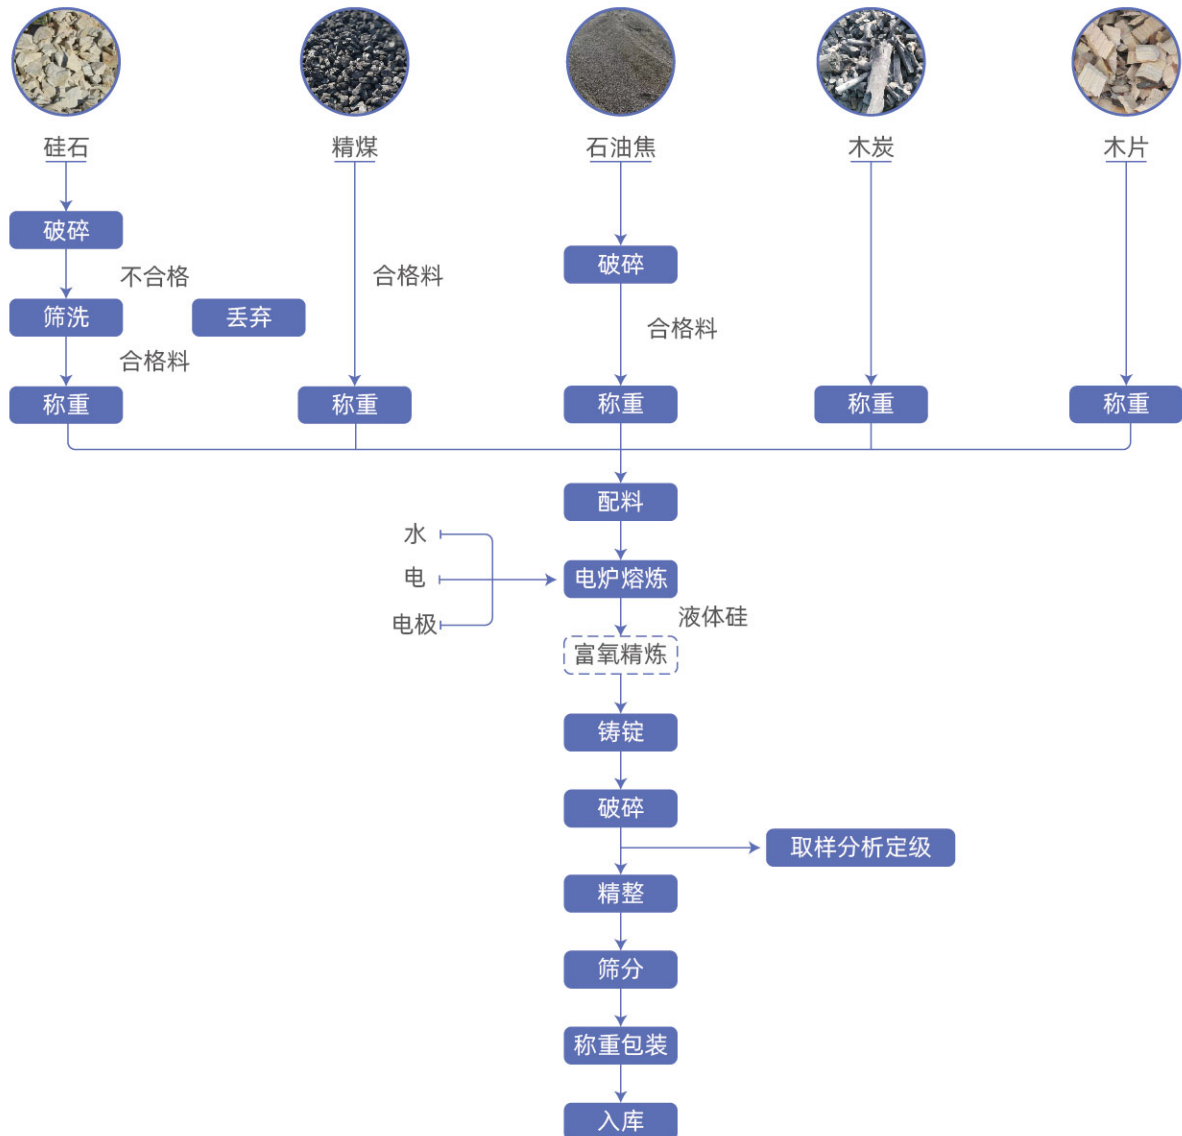 硅石
精煤
石油焦
木炭
木片
破碎
不合格
合格料
破碎
筛洗
丢弃
合格料
合格料
称重
称重
称重
称重
称重
配料
水
电
电极
电炉熔炼
液体硅
富氧精炼
铸锭
破碎
取样分析定级
精整
筛分
称重包装
入库